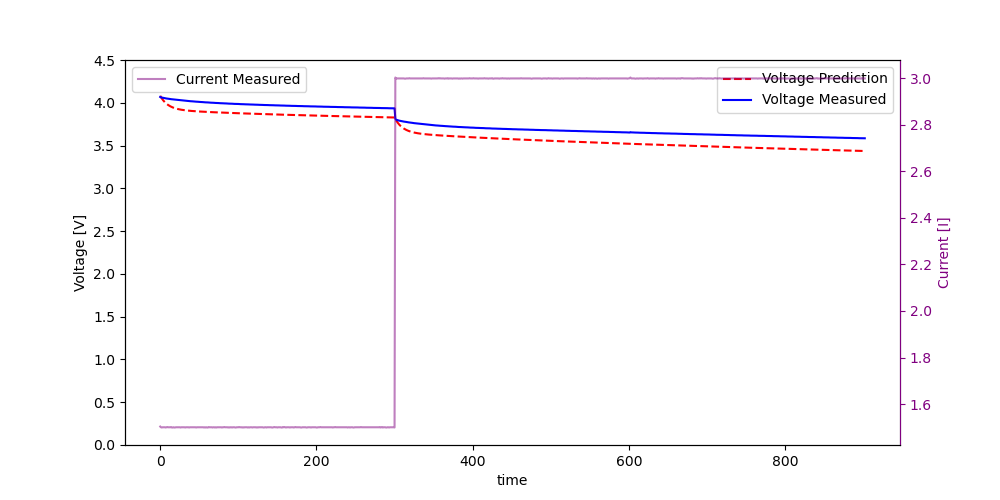 Current Measured
Voltage Prediction
Voltage Measured
4.5
4.0
3.5
3.0
2.5
2.0
1.5
1.0
0.5
0.0
Voltage [V]
3.0
2.8
2.6
2.4
2.2
2.0
1.8
1.6
Current [I]
0 200 400 600 800
time